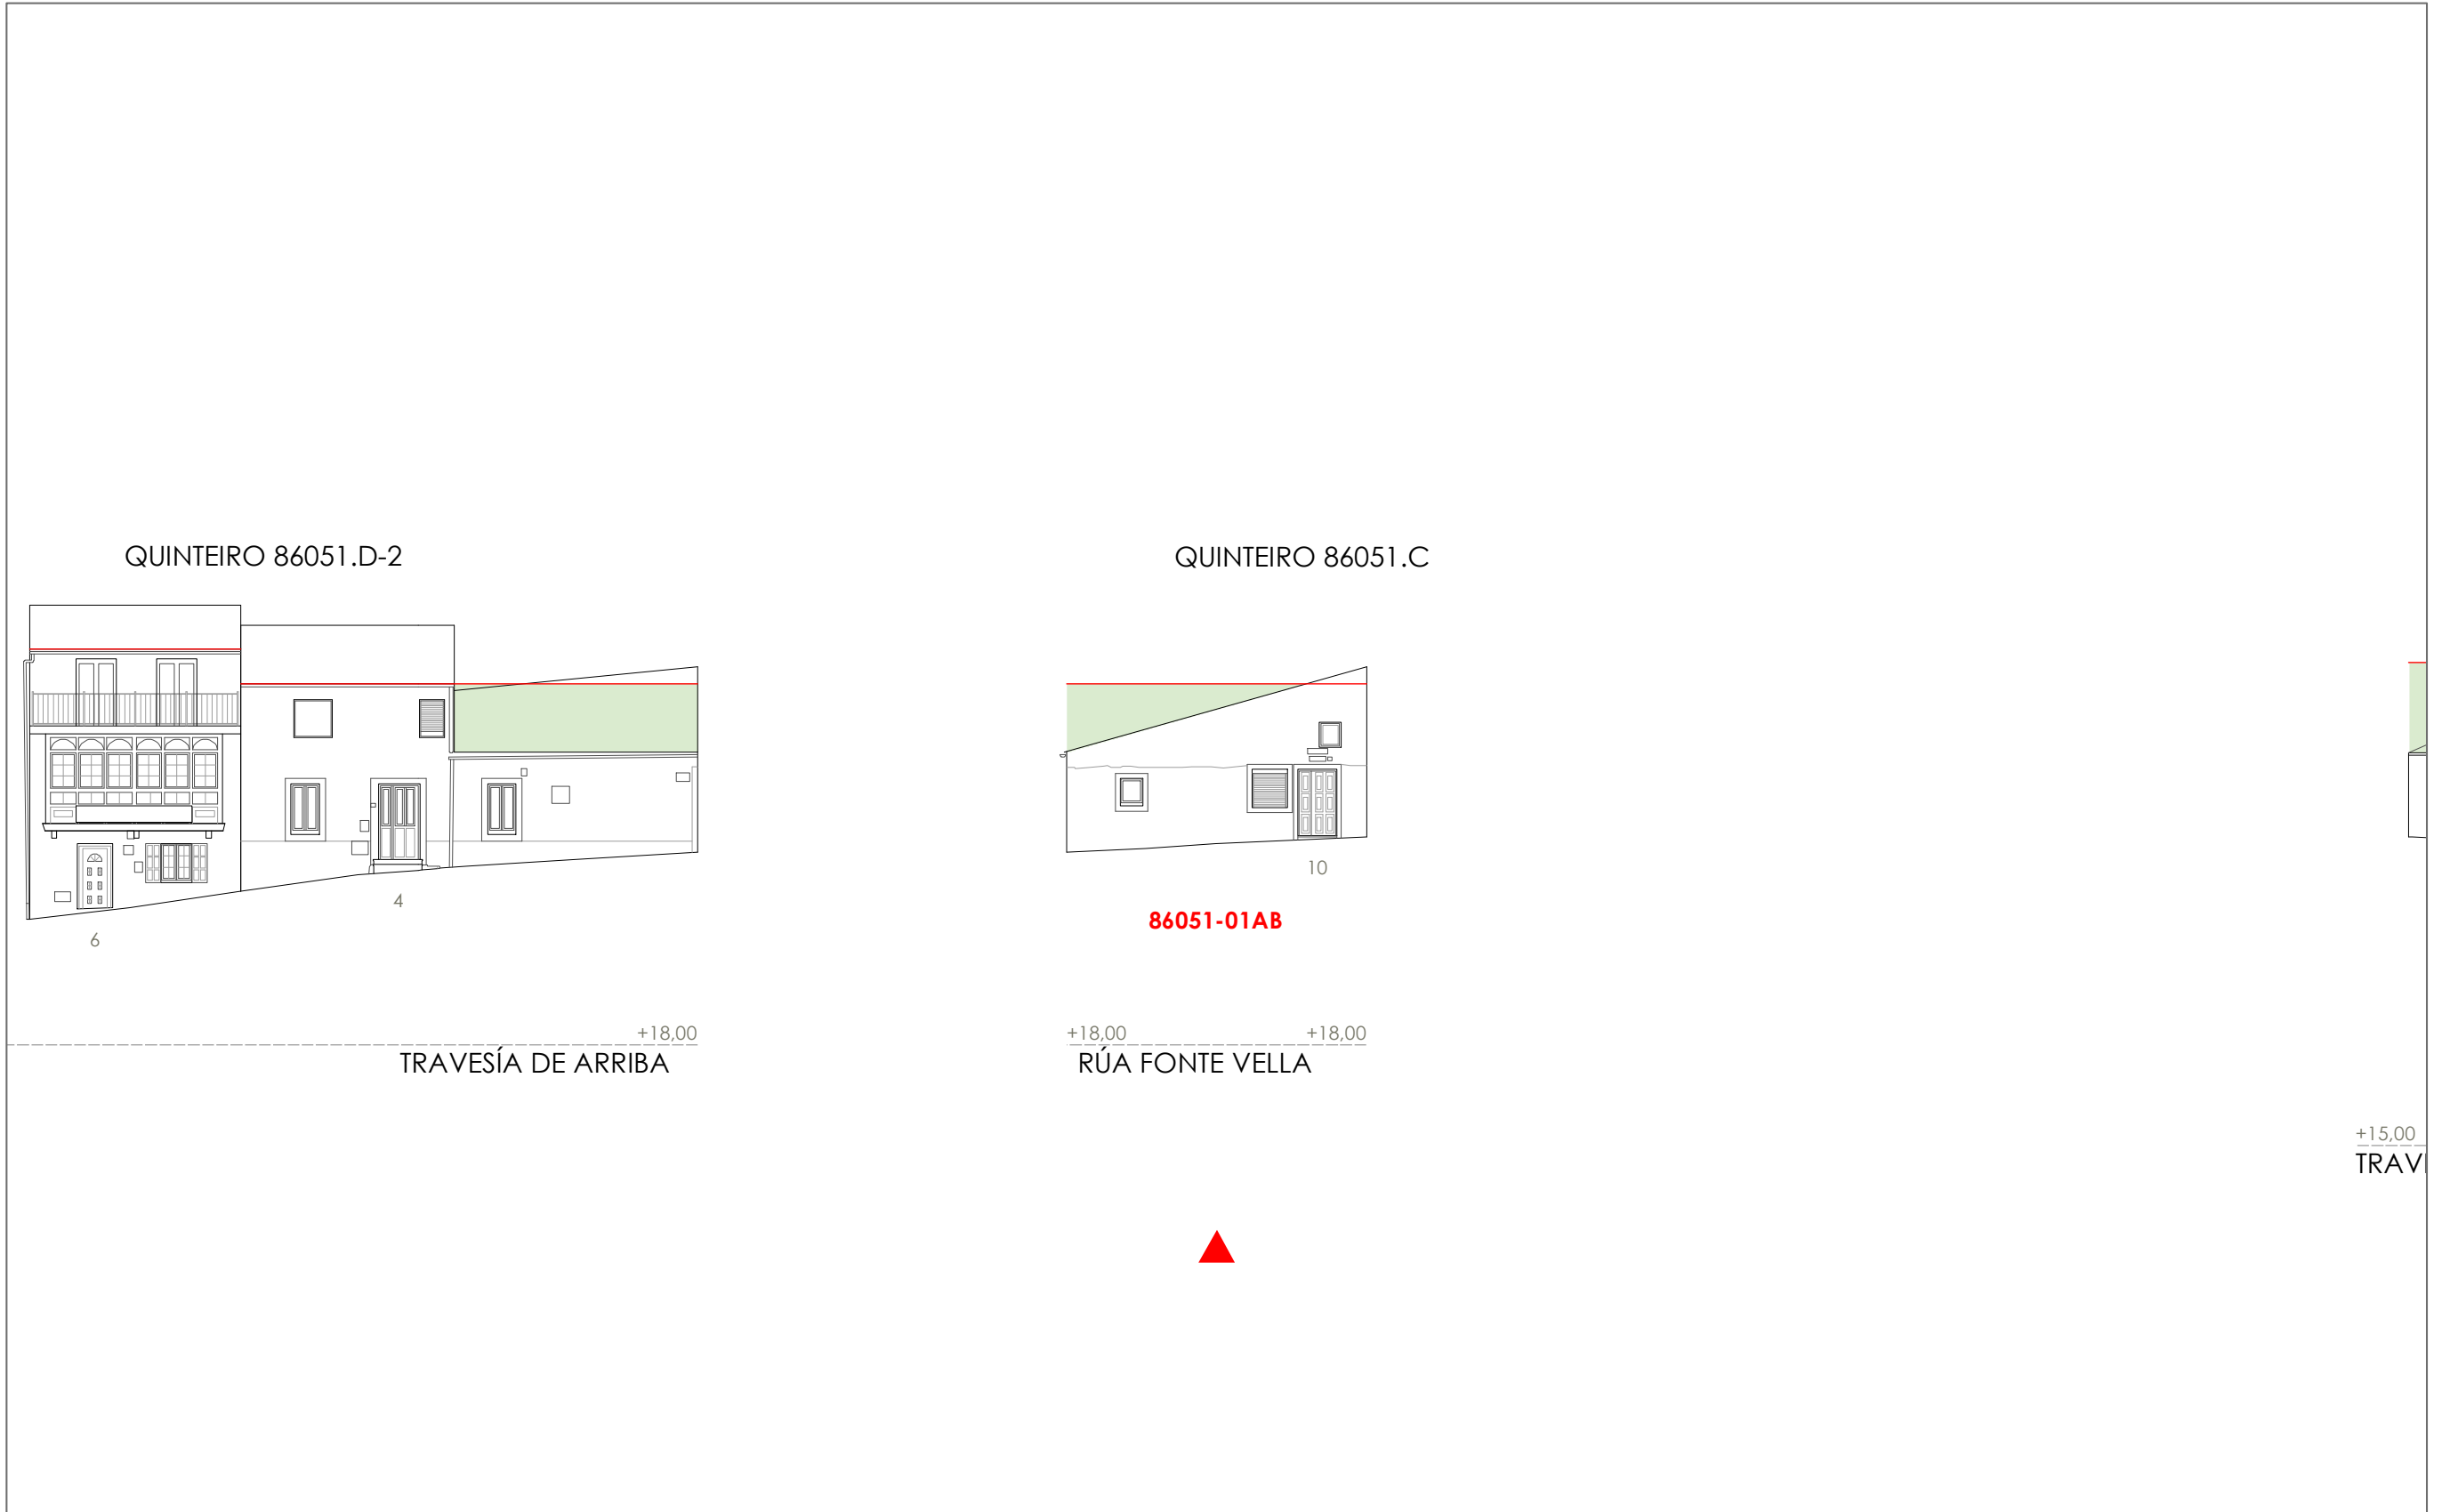 QUINTEIRO 86051.D-2
QUINTEIRO 86051.C
4
10
6
86051-01AB
+18,00
+18,00
+18,00
TRAVESÍA DE ARRIBA
RÚA FONTE VELLA
+15,00
TRAV